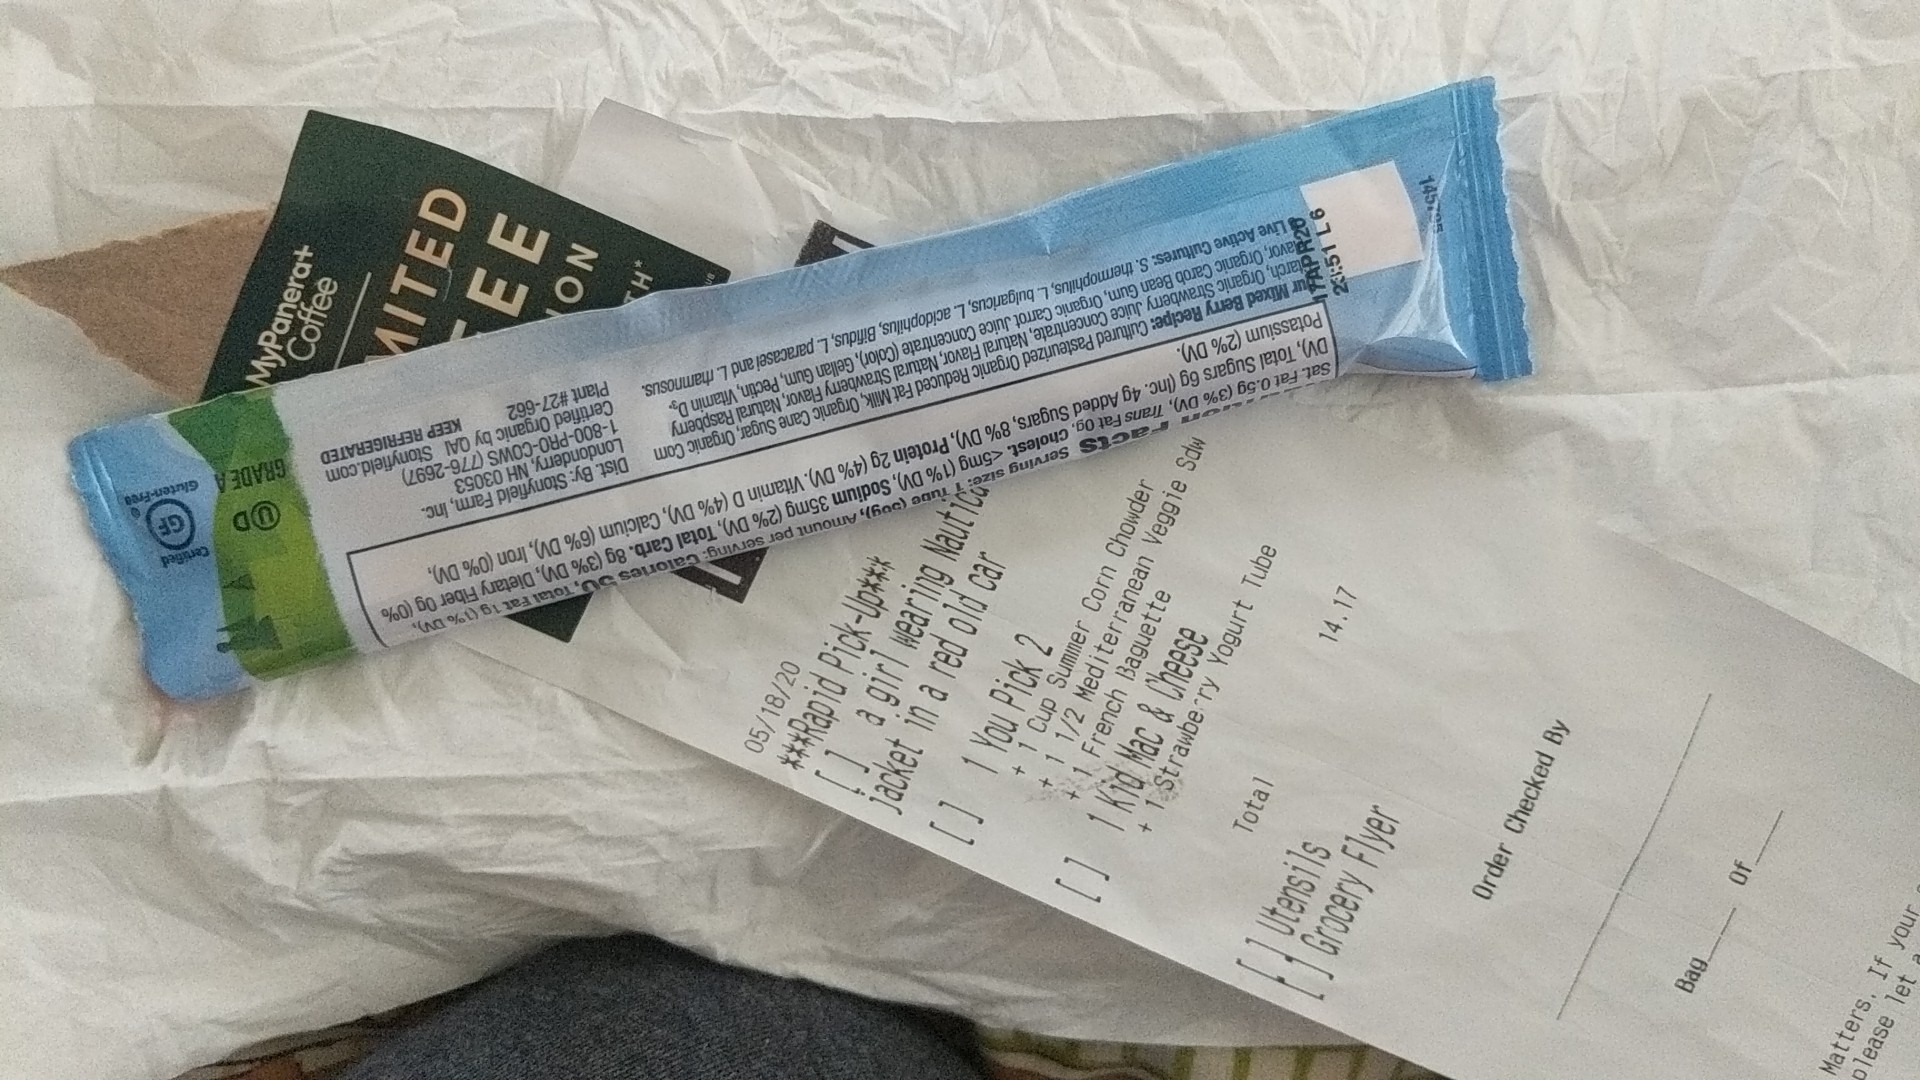 MyPanera+
Coffee
MITED
EE
ION
TH*
Certified
GF
Gluten-Free
GRADE A
U D
Dist. By: Stonyfield Farm, Inc.
Londonderry, NH 03053
1-800-PRO-COWS (776-2697)
Certified Organic by QAI Stonyfield.com
Plant #27-662 KEEP REFRIGERATED
Facts Serving size: 1 Tube (56g), Amount per serving: Calories 50, Total Fat 1g (1% DV),
Sat. Fat 0.5g (3% DV), Trans Fat 0g, Cholest. <5mg (1% DV), Sodium 35mg (2% DV), Total Carb. 8g (3% DV), Dietary Fiber 0g (0%
DV), Total Sugars 6g (Inc. 4g Added Sugars, 8% DV), Protein 2g (4% DV). Vitamin D (4% DV), Calcium (6% DV), Iron (0% DV),
Potassium (2% DV).
Mixed Berry Recipe: Cultured Pasteurized Organic Reduced Fat Milk, Organic Cane Sugar, Organic Corn
Organic Strawberry Juice Concentrate, Natural Flavor, Natural Strawberry Flavor, Natural Raspberry
Organic Carob Bean Gum, Organic Carrot Juice Concentrate (Color), Gellan Gum, Pectin, Vitamin D3.
Live Active Cultures: S. thermophilus, L. bulgaricus, L. acidophilus, Bifidus, L. paracasei and L. rhamnosus.
17APR20
L6
05/18/20
***Rapid Pick-Up***
[ ] a girl wearing Nautica
jacket in a red old car
[ ] 1 You Pick 2
+ 1 Cup Summer Corn Chowder
+ 1 1/2 Mediterranean Veggie Sdw
+ 1 French Baguette
[ ] 1 Kid Mac & Cheese
+ 1 Strawberry Yogurt Tube
Total 14.17
[ ] Utensils
[ ] Grocery Flyer
Order Checked By
Bag___ of___
Matters. If your
please let a